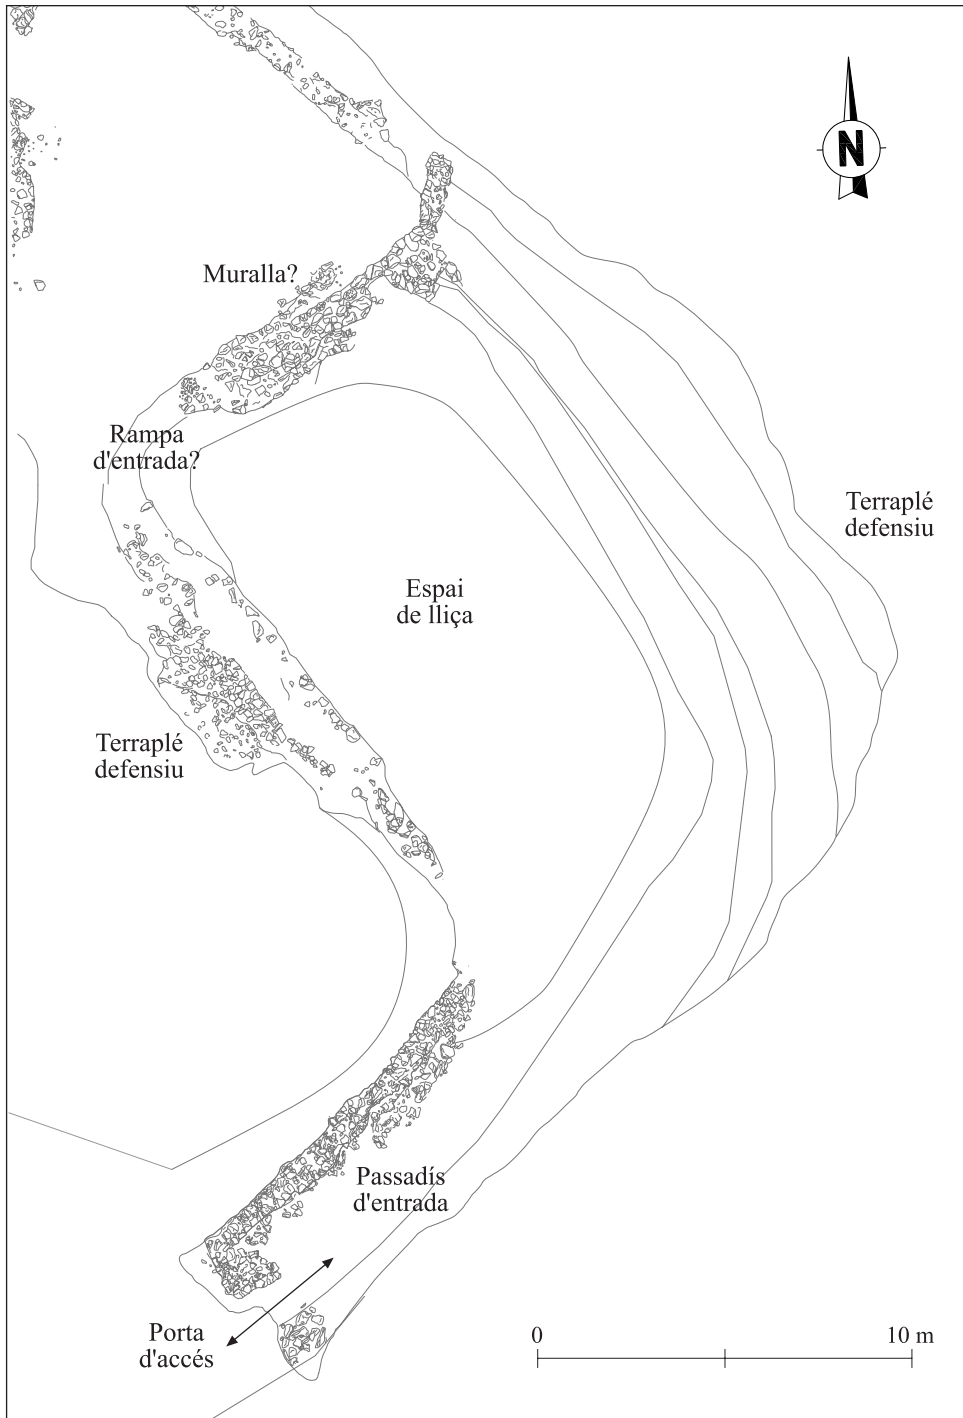 N
Muralla?
Rampa
d'entrada?
Terraplé
defensiu
Espai
de lliça
Terraplé
defensiu
Passadís
d'entrada
Porta
d'accés
0
10 m